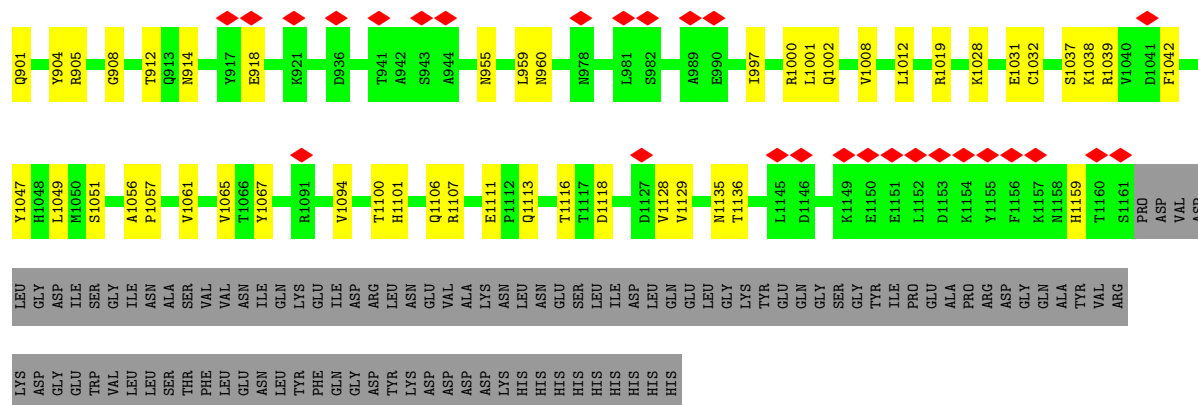 Q901 Y904 R905 G908 T912 Q913 N914 Y917 E918 K921 D936 T941 A942 S943 A944 N955 L959 N960 N978 L981 S982 A989 E990 I997 R1000 L1001 Q1002 V1008 L1012 R1019 K1028 E1031 C1032 S1037 K1038 R1039 V1040 D1041 F1042
Y1047 H1048 L1049 M1050 S1051 A1056 P1057 V1061 V1065 T1066 Y1067 R1091 V1094 T1100 H1101 Q1106 R1107 E1111 P1112 Q1113 T1116 T1117 D1118 D1127 V1128 V1129 N1135 T1136 L1145 D1146 K1149 E1150 E1151 L1152 D1153 K1154 Y1155 F1156 K1157 N1158 H1159 T1160 S1161 PRO ASP VAL ASP
LEU GLY ASP ILE SER GLY ILE ASN ALA SER VAL VAL ASN ILE GLN LYS GLU ILE ASP ARG LEU ASN GLU VAL ALA LYS ASN LEU ASN GLU SER LEU ILE ASP LEU GLN GLU LEU GLY LYS TYR GLU GLN GLY SER GLY TYR ILE PRO GLU ALA PRO ARG ASP GLY GLN ALA TYR VAL ARG
LYS ASP GLY GLU TRP VAL LEU LEU SER THR PHE LEU GLU ASN LEU TYR PHE GLN GLY ASP TYR LYS ASP ASP ASP ASP LYS HIS HIS HIS HIS HIS HIS HIS HIS HIS